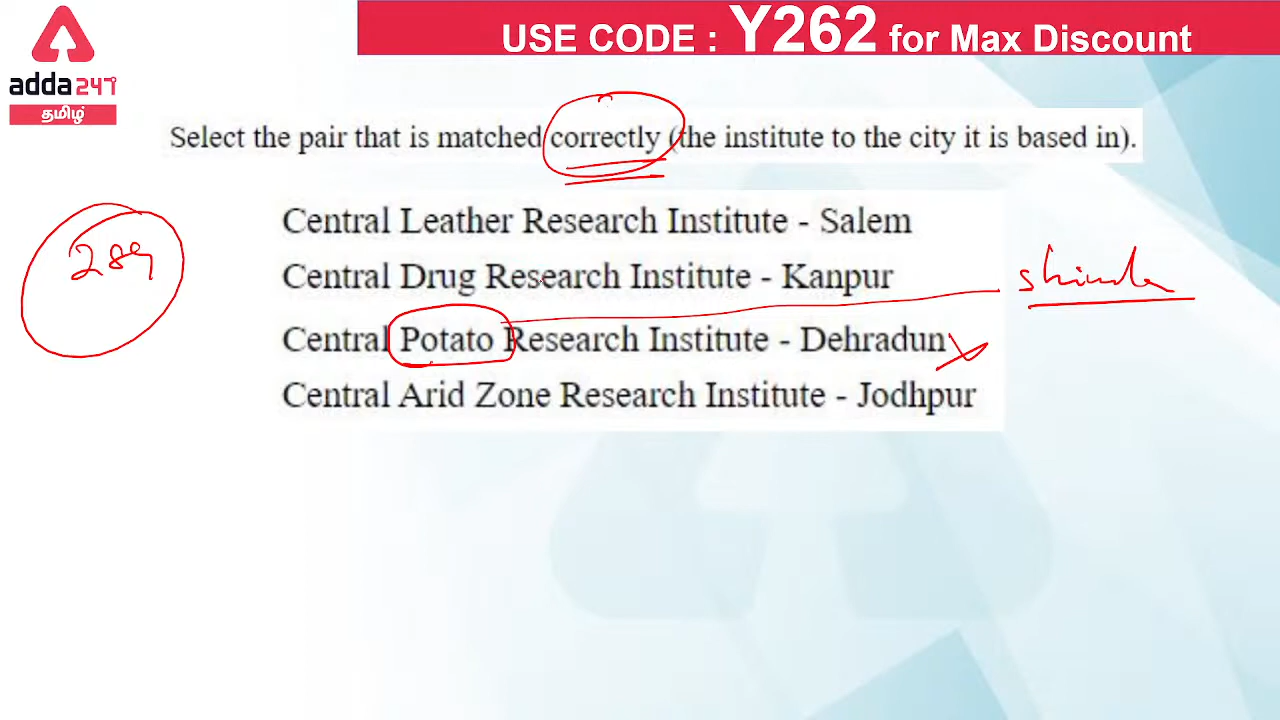 USE CODE : Y262 for Max Discount
adda247
தமிழ்
Select the pair that is matched correctly (the institute to the city it is based in).
289
Central Leather Research Institute - Salem
Central Drug Research Institute - Kanpur
shimla
Central Potato Research Institute - Dehradun
Central Arid Zone Research Institute - Jodhpur